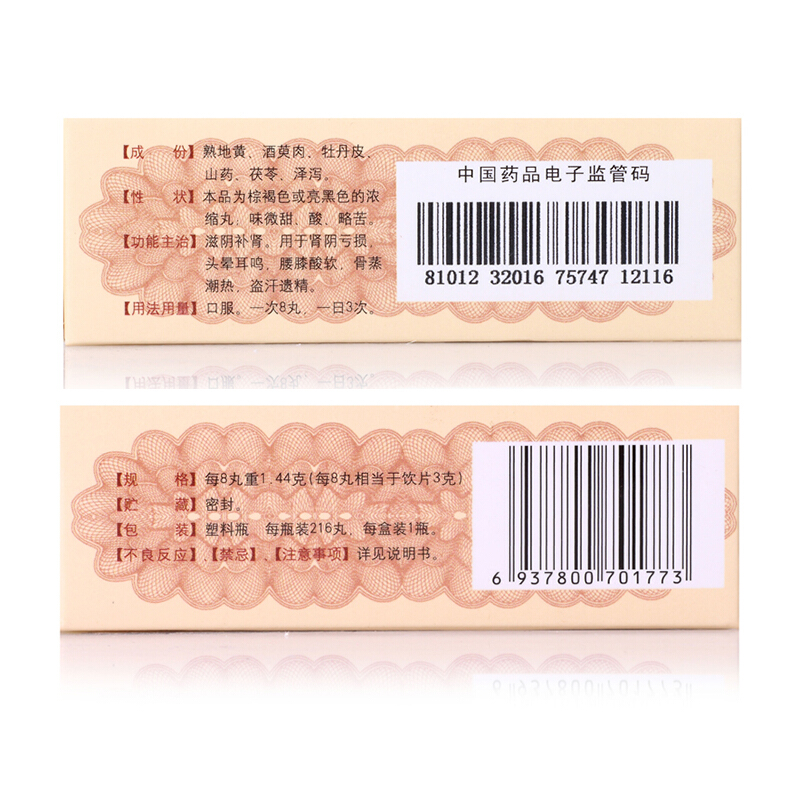 【成　份】熟地黄、酒萸肉、牡丹皮、
山药、茯苓、泽泻。
【性　状】本品为棕褐色或亮黑色的浓
缩丸，味微甜、酸、略苦。
【功能主治】滋阴补肾。用于肾阴亏损，
头晕耳鸣，腰膝酸软，骨蒸
潮热，盗汗遗精。
【用法用量】口服。一次8丸，一日3次。
中国药品电子监管码
81012 32016 75747 12116
【规　格】每8丸重1.44克(每8丸相当于饮片3克)
【贮　藏】密封。
【包　装】塑料瓶　每瓶装216丸，每盒装1瓶。
【不良反应】、【禁忌】、【注意事项】详见说明书。
6 937800 701773